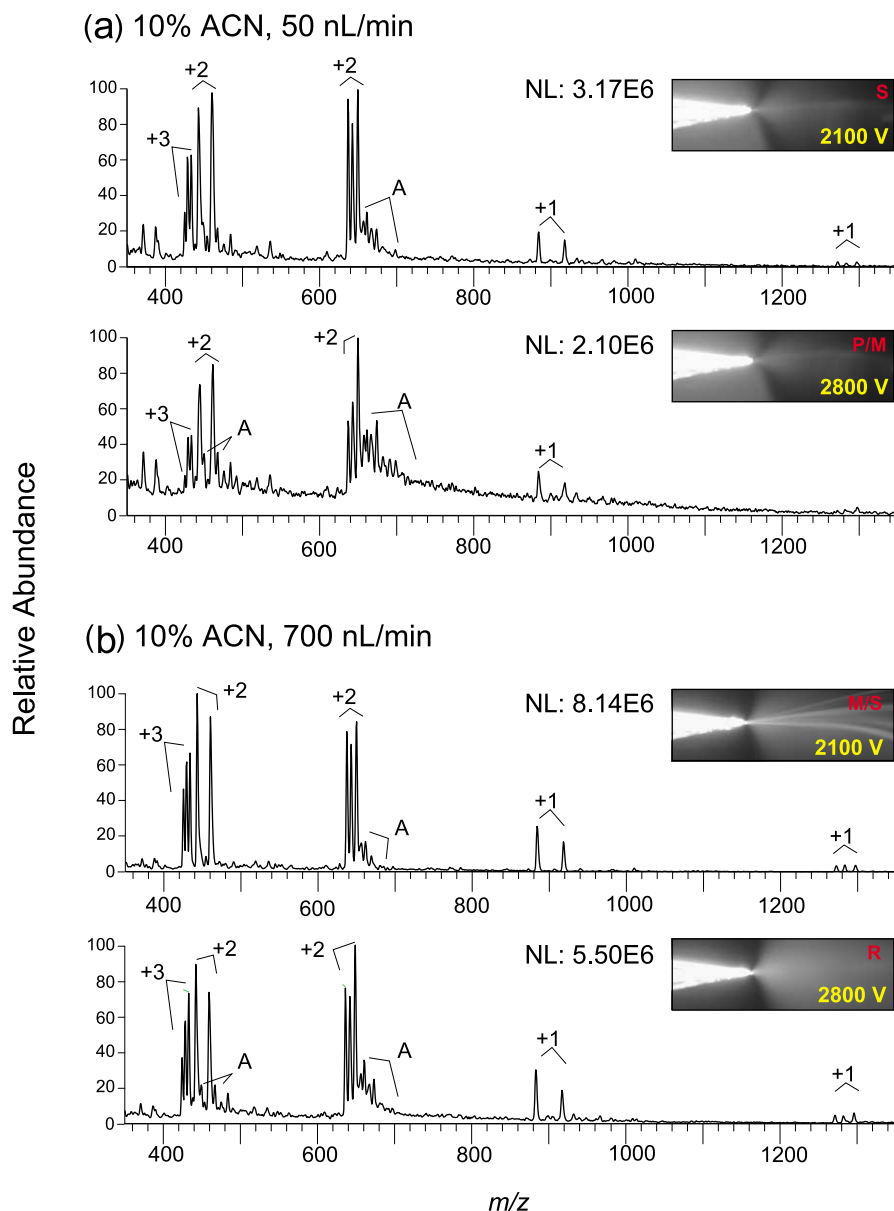 (a) 10% ACN, 50 nL/min
+2 +2
NL: 3.17E6
S
2100 V
+3
A
+1
+1
100
80
60
40
20
0
400 600 800 1000 1200
+2
+2
NL: 2.10E6
P/M
2800 V
+3
A
A
+1
100
80
60
40
20
0
400 600 800 1000 1200
Relative Abundance
(b) 10% ACN, 700 nL/min
+2 +2
NL: 8.14E6
M/S
2100 V
+3
A
+1
+1
100
80
60
40
20
0
400 600 800 1000 1200
+2 +2
NL: 5.50E6
R
2800 V
+3
A
A
+1
+1
100
80
60
40
20
0
400 600 800 1000 1200
m/z